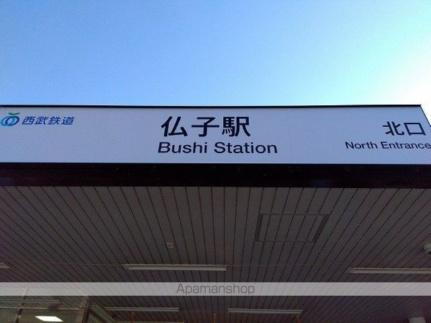 西武鉄道
仏子駅
Bushi Station
北口
North Entrance
Apamanshop